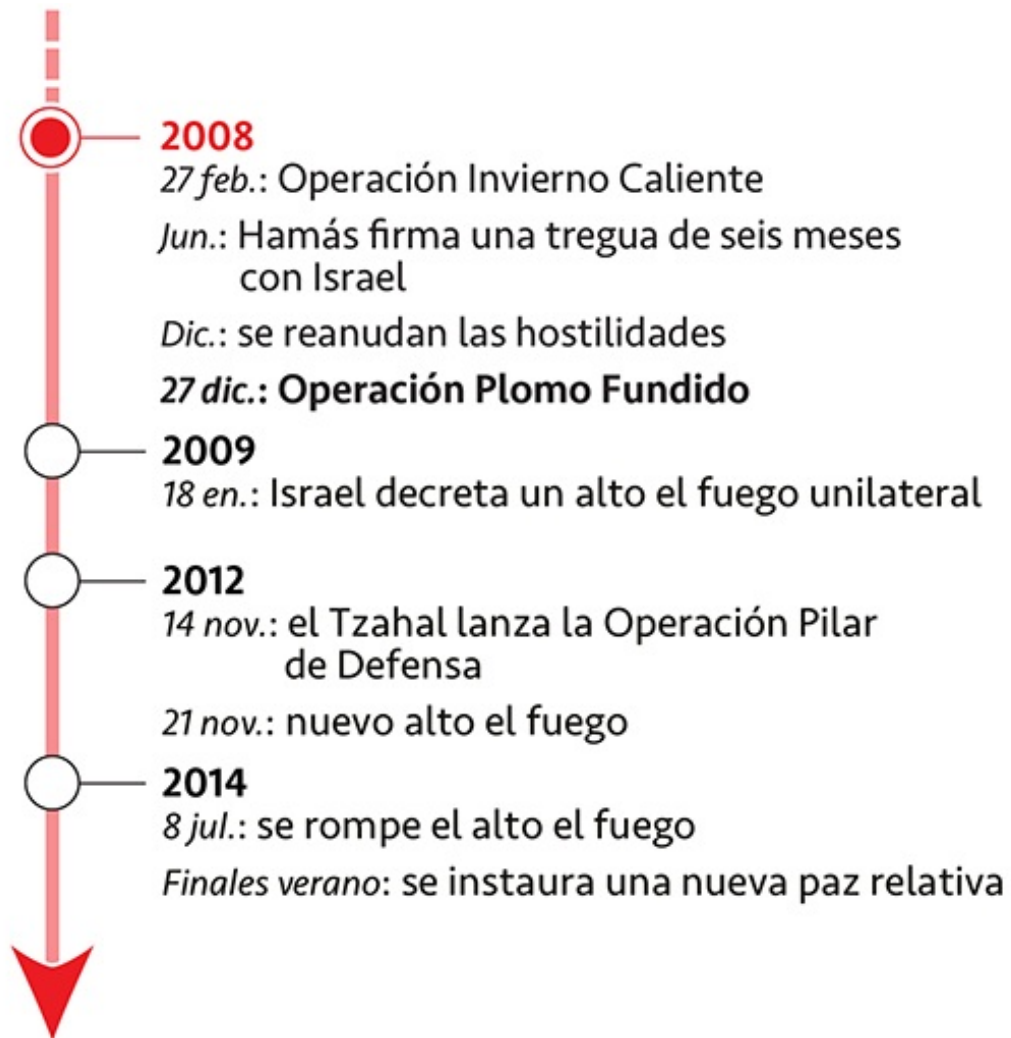 2008
27 feb.: Operación Invierno Caliente
Jun.: Hamás firma una tregua de seis meses
con Israel
Dic.: se reanudan las hostilidades
27 dic.: Operación Plomo Fundido
2009
18 en.: Israel decreta un alto el fuego unilateral
2012
14 nov.: el Tzahal lanza la Operación Pilar
de Defensa
21 nov.: nuevo alto el fuego
2014
8 jul.: se rompe el alto el fuego
Finales verano: se instaura una nueva paz relativa